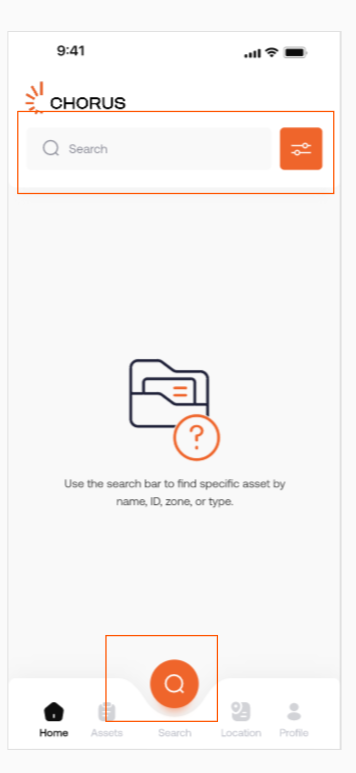 9:41
CHORUS
Search
?
Use the search bar to find specific asset by
name, ID, zone, or type.
Home Assets Search Location Profile